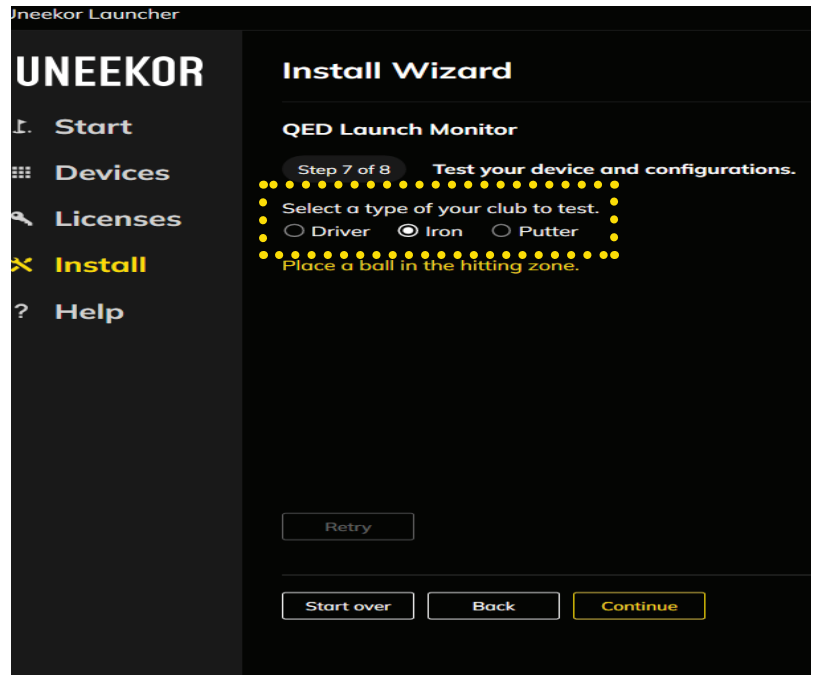 Uneekor Launcher
UNEEKOR
Start
Devices
Licenses
Install
? Help
Install Wizard
QED Launch Monitor
Step 7 of 8 Test your device and configurations.
Select a type of your club to test.
Driver Iron Putter
Place a ball in the hitting zone.
Retry
Start over Back Continue